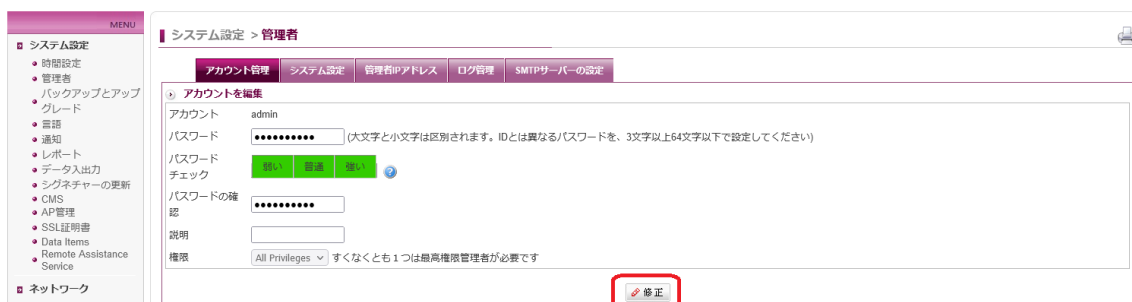 MENU
システム設定
時間設定
管理者
バックアップとアップ
グレード
言語
通知
レポート
データ入出力
シグネチャーの更新
CMS
AP管理
SSL証明書
Data Items
Remote Assistance
Service
ネットワーク
システム設定 > 管理者
アカウント管理 システム設定 管理者IPアドレス ログ管理 SMTPサーバーの設定
アカウントを編集
アカウント admin
パスワード •••••••••• (大文字と小文字は区別されます。IDとは異なるパスワードを、3文字以上64文字以下で設定してください)
パスワード
チェック
弱い 普通 強い ?
パスワードの確
認
••••••••••
説明
権限 All Privileges すくなくとも１つは最高権限管理者が必要です
修正